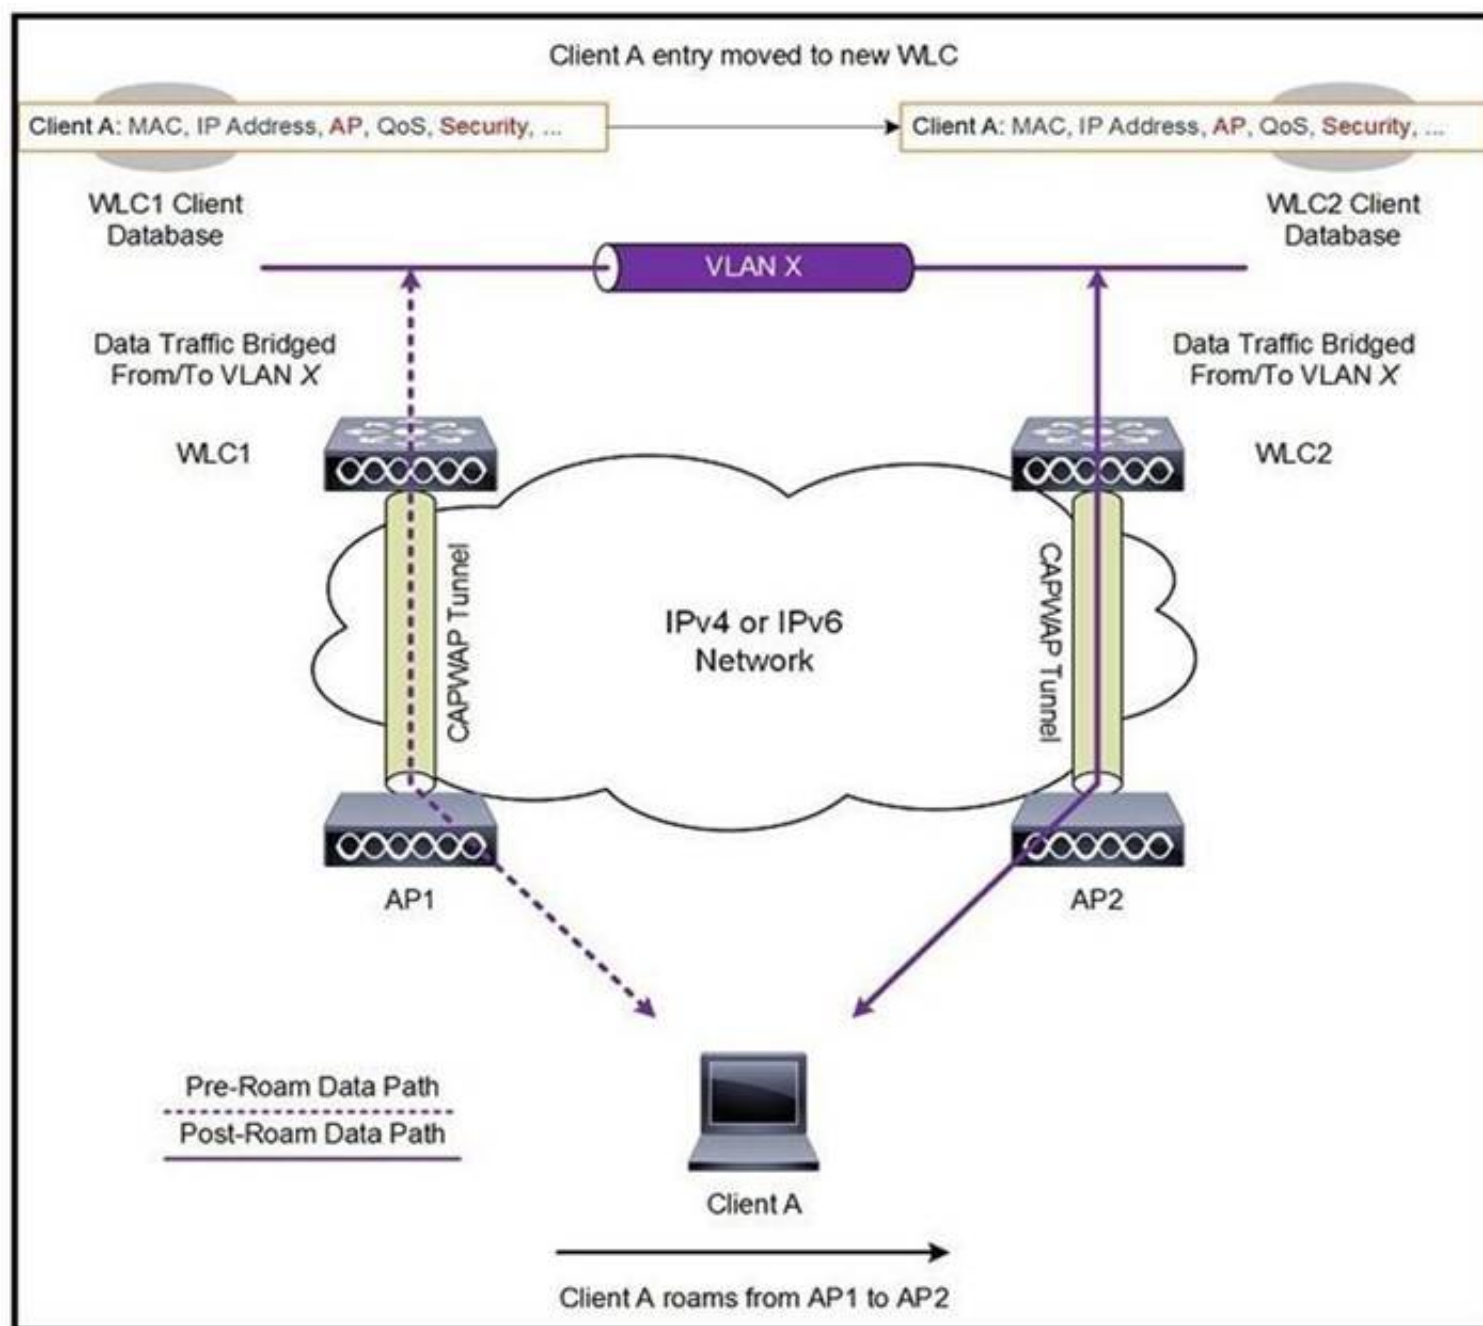 Client A entry moved to new WLC
Client A: MAC, IP Address, AP, QoS, Security, ...
Client A: MAC, IP Address, AP, QoS, Security, ...
WLC1 Client
Database
WLC2 Client
Database
VLAN X
Data Traffic Bridged
From/To VLAN X
Data Traffic Bridged
From/To VLAN X
WLC1
WLC2
CAPWAP Tunnel
CAPWAP Tunnel
IPv4 or IPv6
Network
AP1
AP2
Pre-Roam Data Path
Post-Roam Data Path
Client A
Client A roams from AP1 to AP2